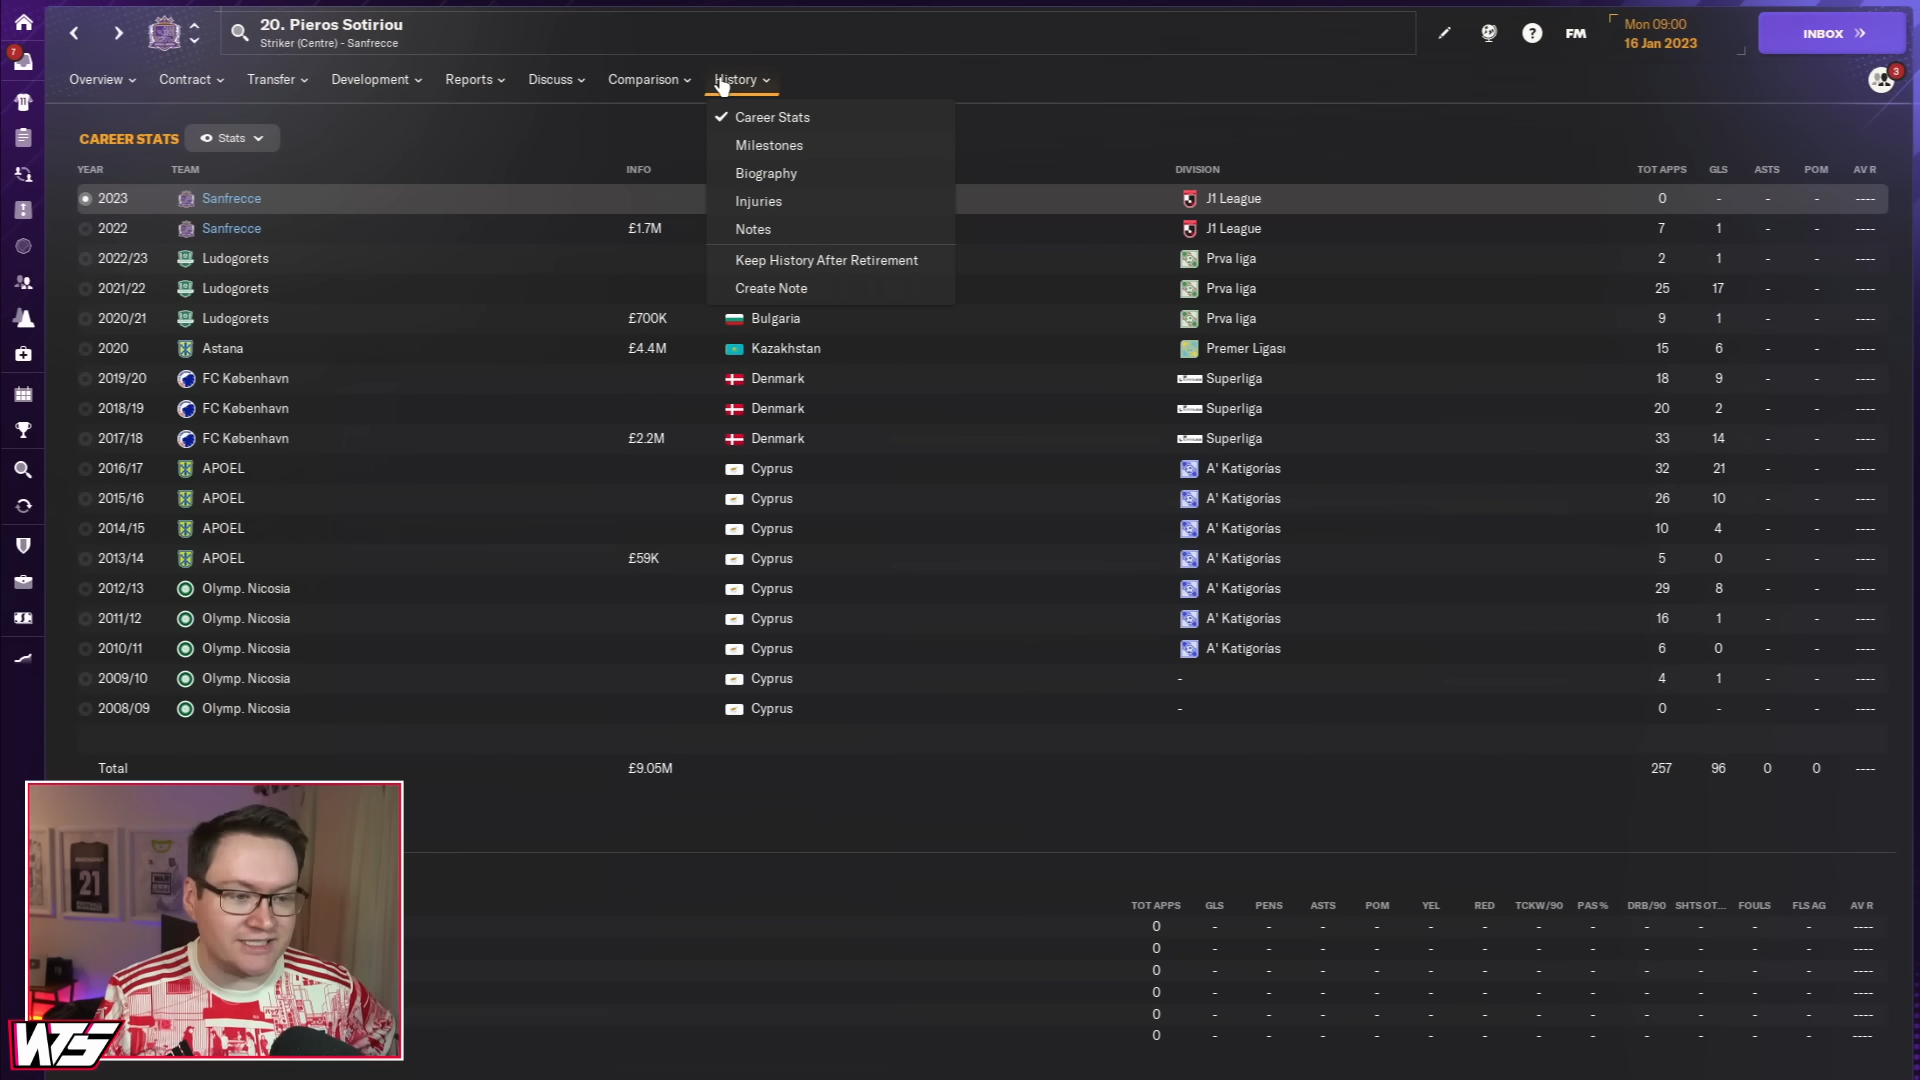 20. Pieros Sotiriou
Striker (Centre) - Sanfrecce
FM
Mon 09:00
16 Jan 2023
INBOX
7
11
3
Overview Contract Transfer Development Reports Discuss Comparison History
Career Stats
Milestones
Biography
Injuries
Notes
Keep History After Retirement
Create Note
CAREER STATS Stats
YEAR TEAM INFO DIVISION TOT APPS GLS ASTS POM AV R
2023 Sanfrecce J1 League 0 - - - ----
2022 Sanfrecce £1.7M J1 League 7 1 - - ----
2022/23 Ludogorets Prva liga 2 1 - - ----
2021/22 Ludogorets Prva liga 25 17 - - ----
2020/21 Ludogorets £700K Bulgaria Prva liga 9 1 - - ----
2020 Astana £4.4M Kazakhstan Premer Ligası 15 6 - - ----
2019/20 FC København Denmark Superliga 18 9 - - ----
2018/19 FC København Denmark Superliga 20 2 - - ----
2017/18 FC København £2.2M Denmark Superliga 33 14 - - ----
2016/17 APOEL Cyprus A' Katigorías 32 21 - - ----
2015/16 APOEL Cyprus A' Katigorías 26 10 - - ----
2014/15 APOEL Cyprus A' Katigorías 10 4 - - ----
2013/14 APOEL £59K Cyprus A' Katigorías 5 0 - - ----
2012/13 Olymp. Nicosia Cyprus A' Katigorías 29 8 - - ----
2011/12 Olymp. Nicosia Cyprus A' Katigorías 16 1 - - ----
2010/11 Olymp. Nicosia Cyprus A' Katigorías 6 0 - - ----
2009/10 Olymp. Nicosia Cyprus - 4 1 - - ----
2008/09 Olymp. Nicosia Cyprus - 0 - - - ----
Total £9.05M 257 96 0 0 ----
TOT APPS GLS PENS ASTS POM YEL RED TCKW/90 PAS % DRB/90 SHTS OT... FOULS FLS AG AV R
0 - - - - - - - - - - - - ----
0 - - - - - - - - - - - - ----
0 - - - - - - - - - - - - ----
0 - - - - - - - - - - - - ----
0 - - - - - - - - - - - - ----
0 - - - - - - - - - - - - ----
21
WTS